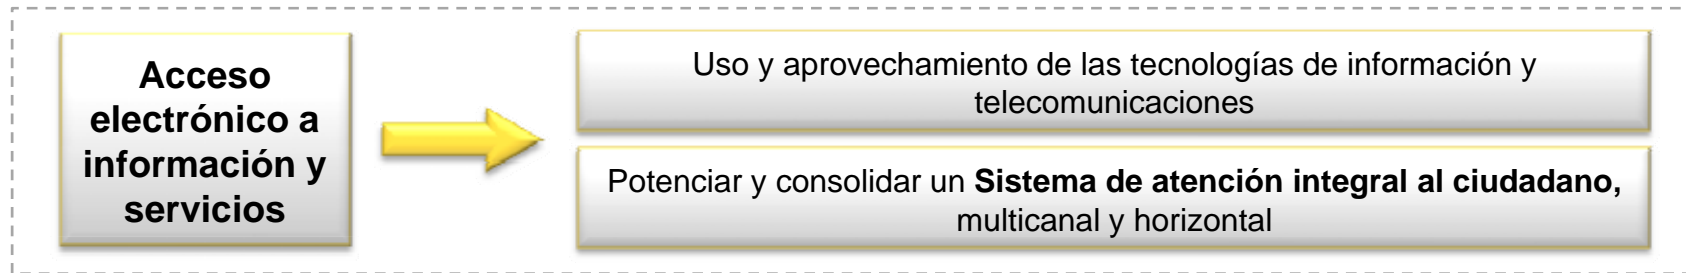 Acceso
electrónico a
información y
servicios
Uso y aprovechamiento de las tecnologías de información y
telecomunicaciones
Potenciar y consolidar un Sistema de atención integral al ciudadano,
multicanal y horizontal